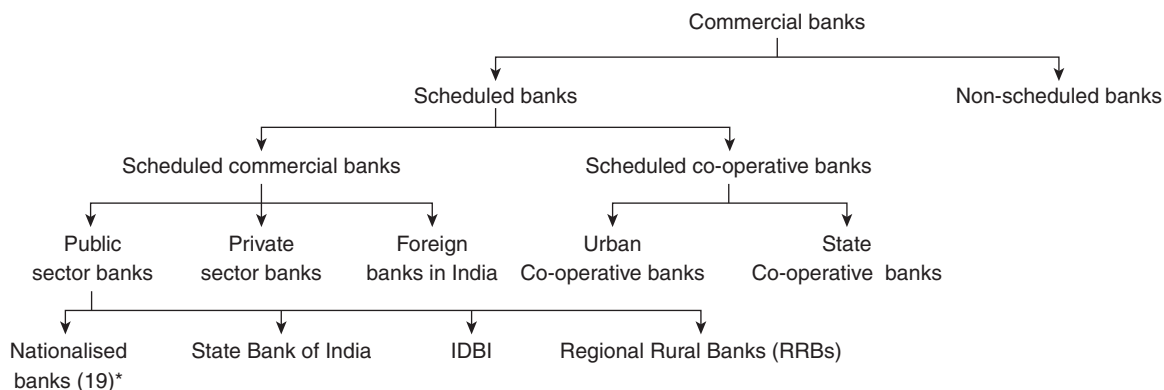 Commercial banks
Scheduled banks
Non-scheduled banks
Scheduled commercial banks
Scheduled co-operative banks
Public
sector banks
Private
sector banks
Foreign
banks in India
Urban
Co-operative banks
State
Co-operative banks
Nationalised
banks (19)*
State Bank of India
IDBI
Regional Rural Banks (RRBs)